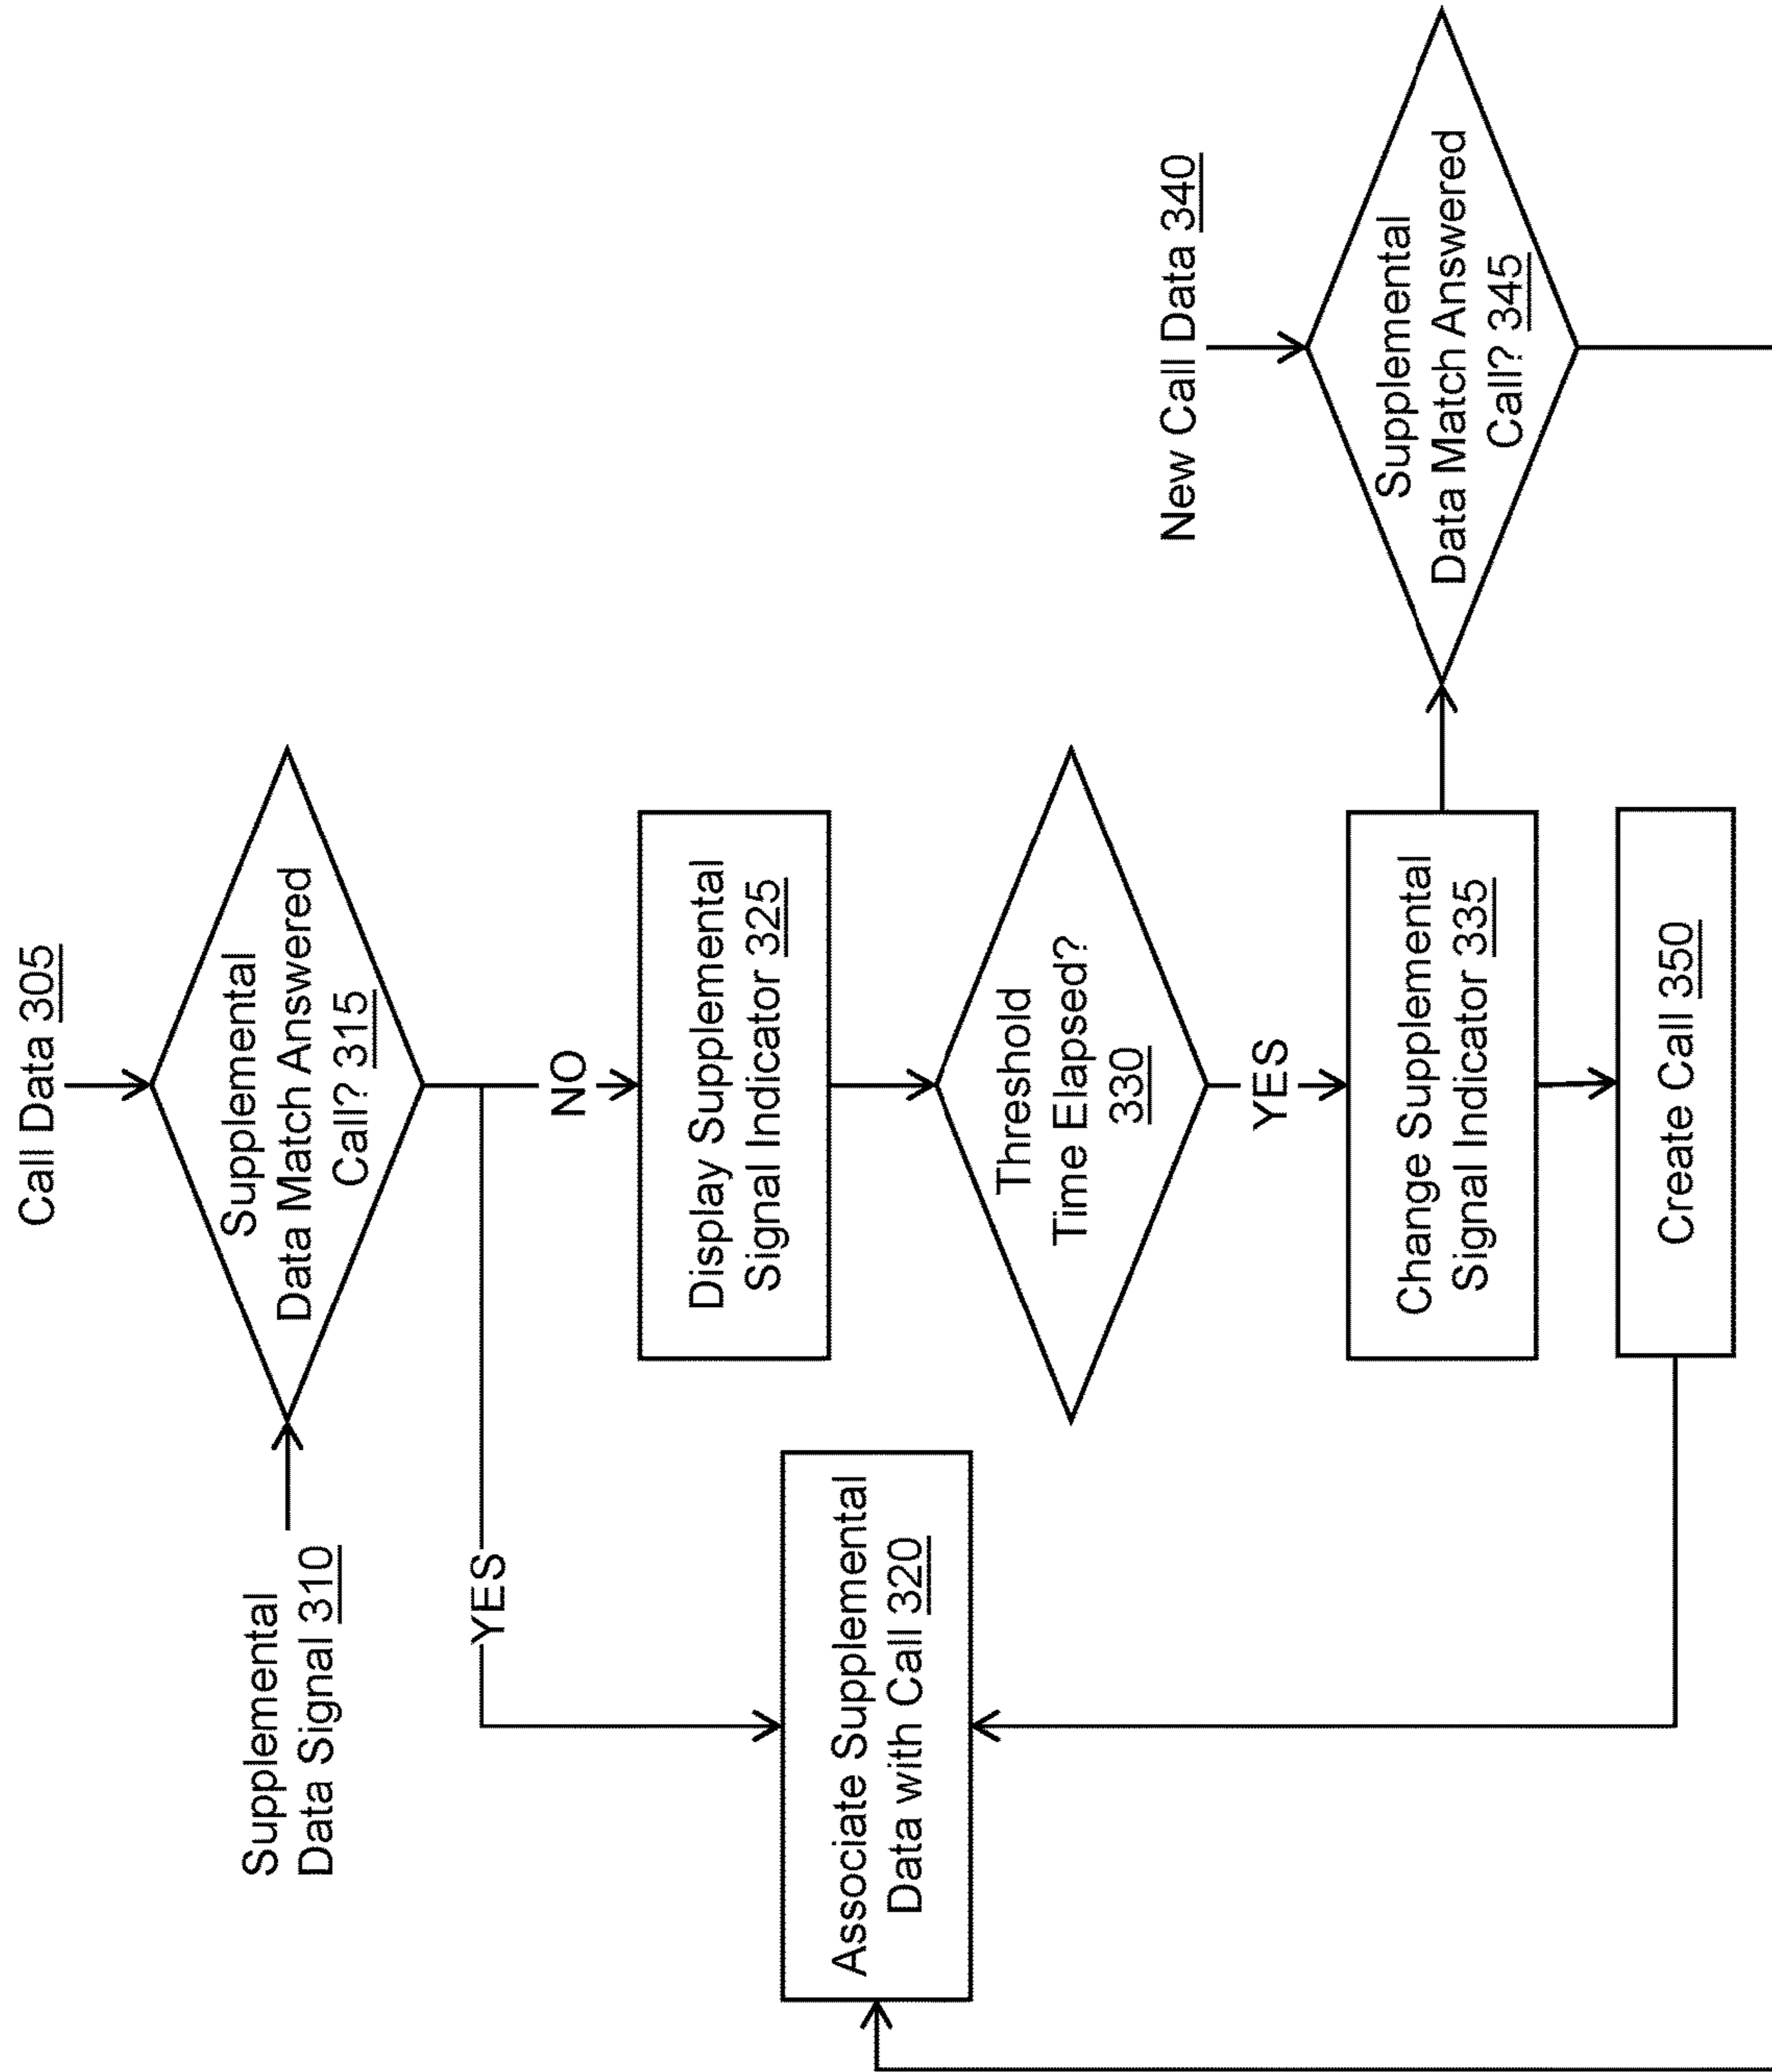 Call Data 305
Supplemental
Data Signal 310
Supplemental
Data Match Answered
Call? 315
YES
NO
Associate Supplemental
Data with Call 320
Display Supplemental
Signal Indicator 325
Threshold
Time Elapsed?
330
YES
New Call Data 340
Change Supplemental
Signal Indicator 335
Supplemental
Data Match Answered
Call? 345
Create Call 350